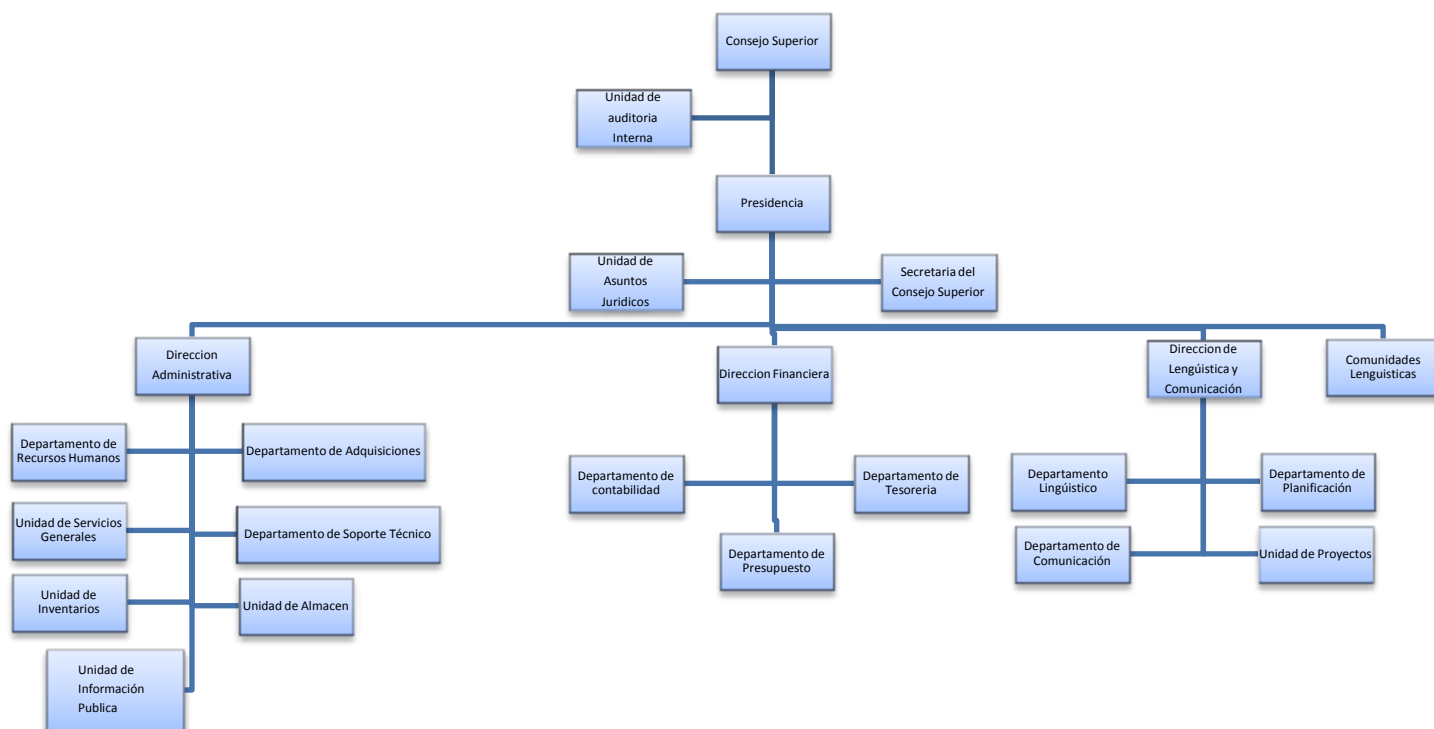 Consejo Superior
Unidad de
auditoria
Interna
Presidencia
Unidad de
Asuntos
Juridicos
Secretaria del
Consejo Superior
Direccion
Administrativa
Direccion Financiera
Direccion de
Lengúistica y
Comunicación
Comunidades
Lenguisticas
Departamento de
Recursos Humanos
Departamento de Adquisiciones
Unidad de Servicios
Generales
Departamento de Soporte Técnico
Unidad de
Inventarios
Unidad de Almacen
Unidad de
Información
Publica
Departamento de
contabilidad
Departamento de
Tesoreria
Departamento de
Presupuesto
Departamento
Lingúistico
Departamento de
Planificación
Departamento de
Comunicación
Unidad de Proyectos